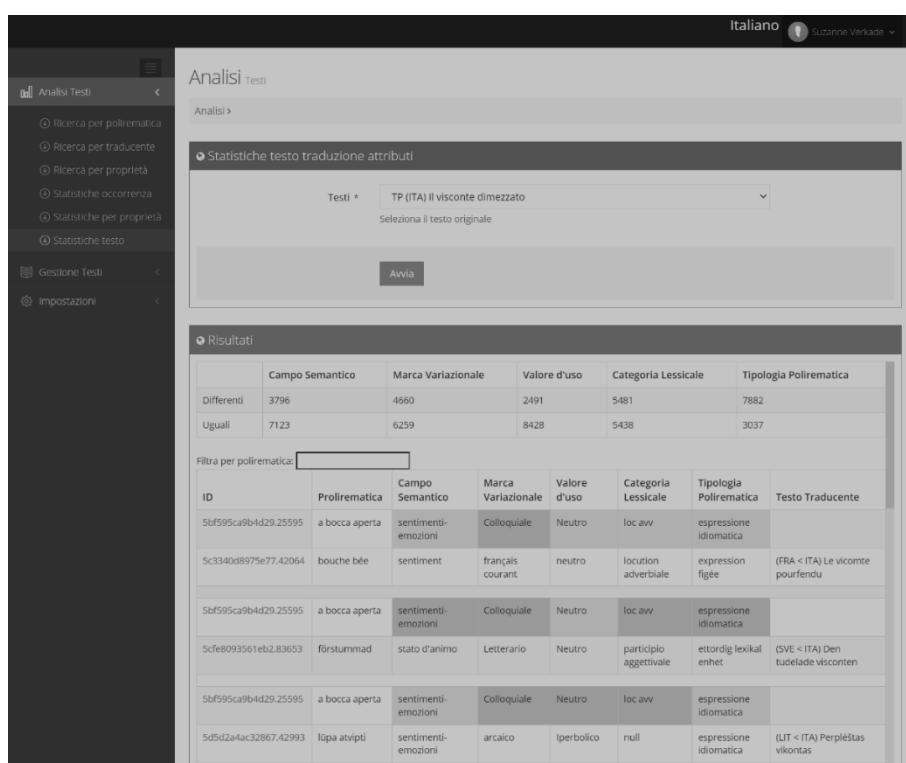 Italiano
Suzanne Verkade
Analisi Testi
Ricerca per polirematica
Ricerca per traducente
Ricerca per proprietà
Statistiche occorrenza
Statistiche per proprietà
Statistiche testo
Gestione Testi
Impostazioni
Analisi Testi
Analisi >
Statistiche testo traduzione attributi
Testi * TP (ITA) Il visconte dimezzato
Seleziona il testo originale
Avvia
Risultati
Campo Semantico Marca Variazionale Valore d'uso Categoria Lessicale Tipologia Polirematica
Differenti 3796 4660 2491 5481 7882
Uguali 7123 6259 8428 5438 3037
Filtra per polirematica:
Campo Marca Valore Categoria Tipologia
ID Prolirematica Semantico Variazionale d'uso Lessicale Polirematica Testo Traducente
5bf595ca9b4d29.25595 a bocca aperta sentimenti- Colloquiale Neutro loc avv espressione
emozioni idiomatica
5c3340d8975e77.42064 bouche bée sentiment français neutro locution expression (FRA < ITA) Le vicomte
courant adverbiale figée pourfendu
5bf595ca9b4d29.25595 a bocca aperta sentimenti- Colloquiale Neutro loc avv espressione
emozioni idiomatica
5cfe8093561eb2.83653 förstummad stato d'animo Letterario Neutro participio ettordig lexikal (SVE < ITA) Den
aggettivale enhet tudelade visconten
5bf595ca9b4d29.25595 a bocca aperta sentimenti- Colloquiale Neutro loc avv espressione
emozioni idiomatica
5d5d2a4ac32867.42993 lūpa atvipti sentimenti- arcaico Iperbolico null espressione (LIT < ITA) Perplėštas
emozioni idiomatica vikontas